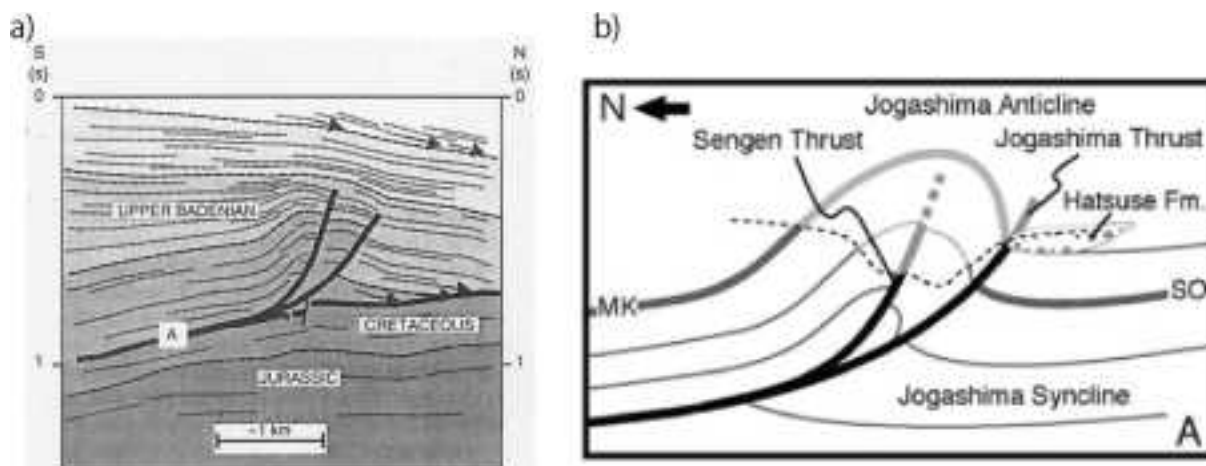 a)
S
(s)
N
(s)
0
0
UPPER BADENIAN
A
CRETACEOUS
JURASSIC
1
1
~1 km
b)
N
Jogashima Anticline
Sengen Thrust
Jogashima Thrust
Hatsuse Fm.
MK
SO
Jogashima Syncline
A